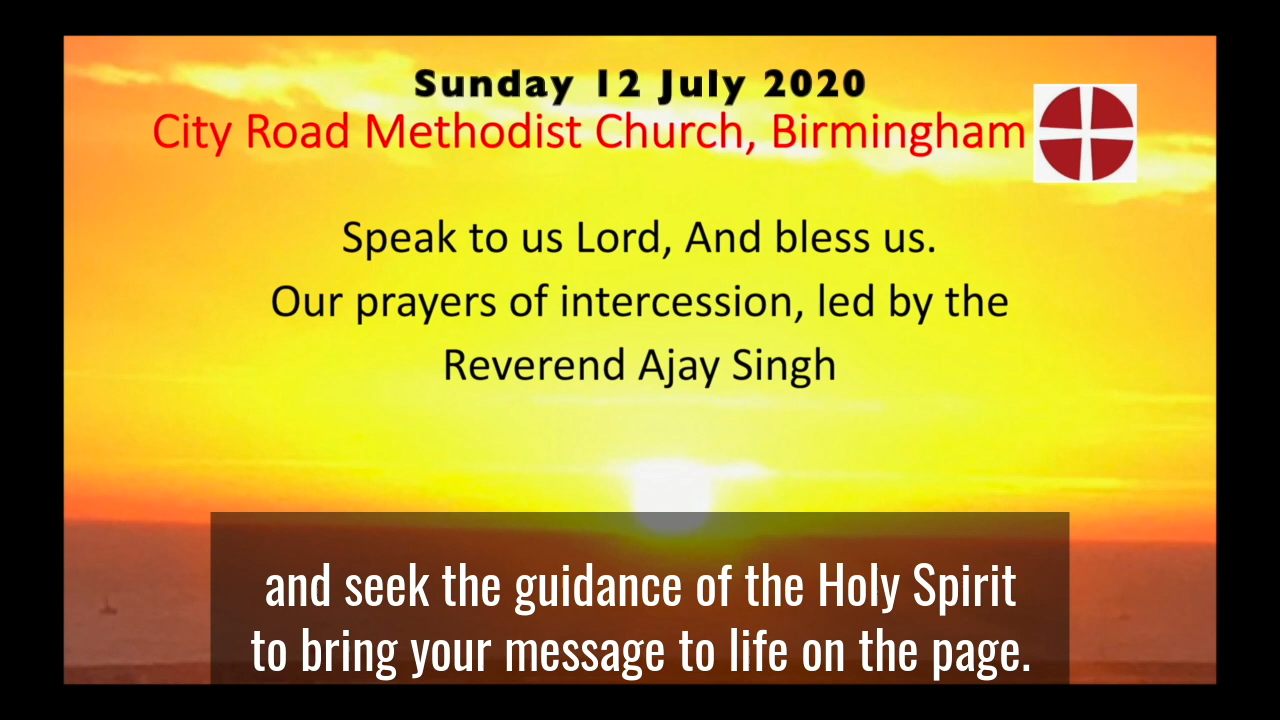 Sunday 12 July 2020
City Road Methodist Church, Birmingham
Speak to us Lord, And bless us.
Our prayers of intercession, led by the
Reverend Ajay Singh
and seek the guidance of the Holy Spirit
to bring your message to life on the page.